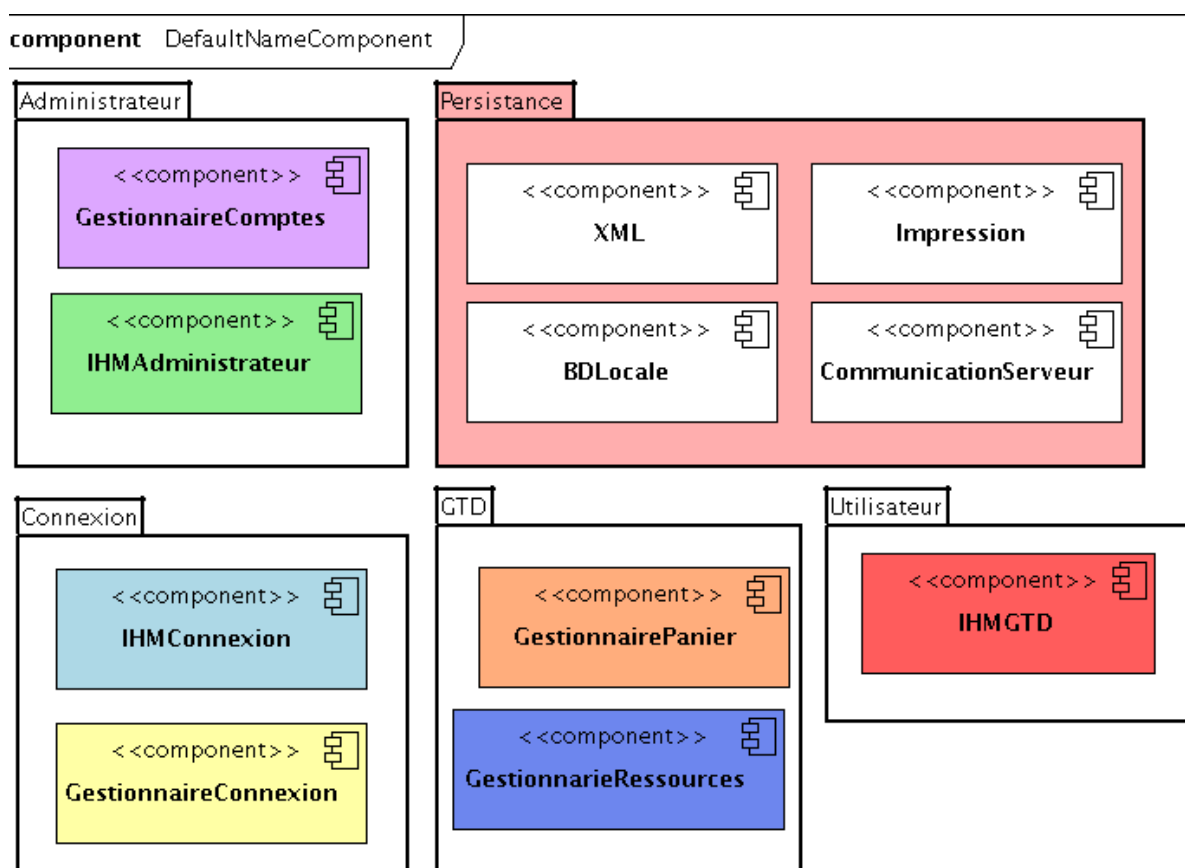 component DefaultNameComponent
Administrateur
<<component>>
GestionnaireComptes
<<component>>
IHMAdministrateur
Persistance
<<component>>
XML
<<component>>
Impression
<<component>>
BDLocale
<<component>>
CommunicationServeur
Connexion
<<component>>
IHMConnexion
<<component>>
GestionnaireConnexion
GTD
<<component>>
GestionnairePanier
<<component>>
GestionnarieRessources
Utilisateur
<<component>>
IHMGTD